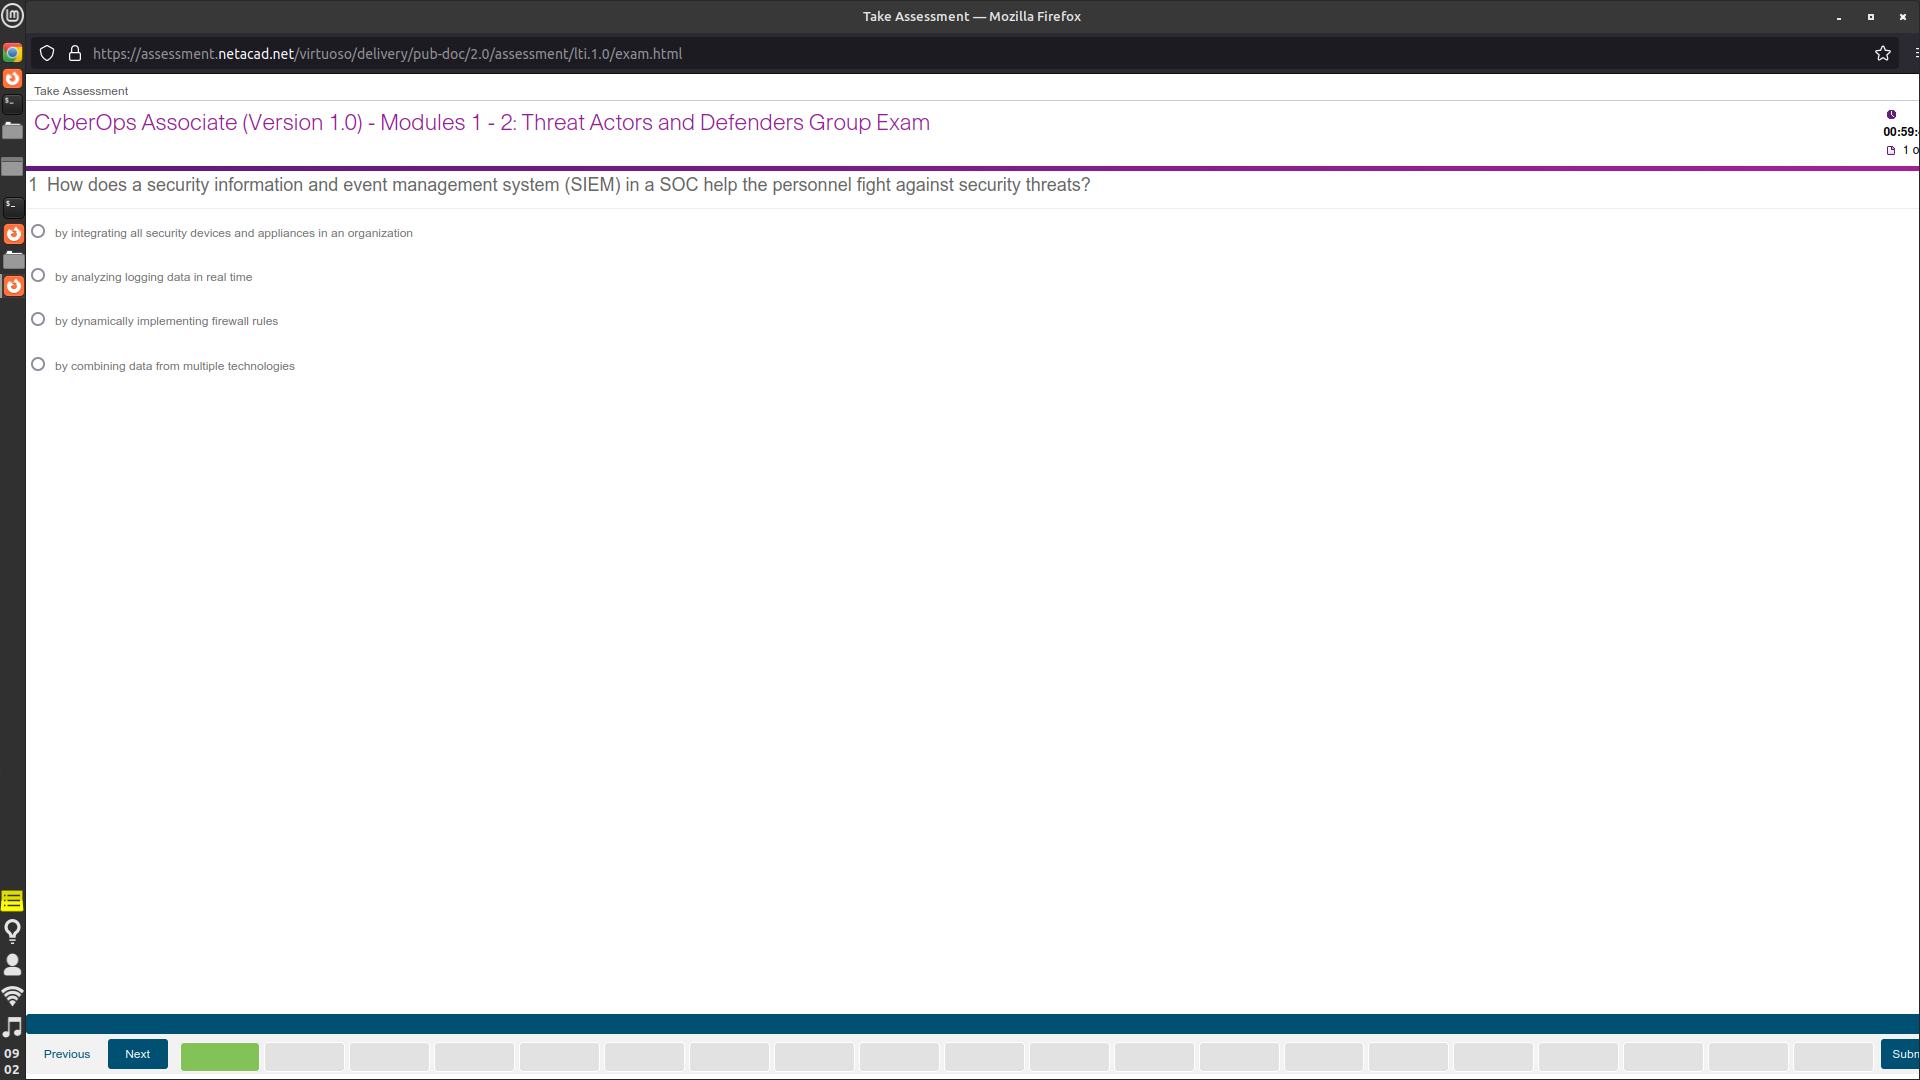 Take Assessment — Mozilla Firefox
https://assessment.netacad.net/virtuoso/delivery/pub-doc/2.0/assessment/lti.1.0/exam.html
Take Assessment
CyberOps Associate (Version 1.0) - Modules 1 - 2: Threat Actors and Defenders Group Exam
00:59:
1 o
1 How does a security information and event management system (SIEM) in a SOC help the personnel fight against security threats?
by integrating all security devices and appliances in an organization
by analyzing logging data in real time
by dynamically implementing firewall rules
by combining data from multiple technologies
Previous
Next
Subm
09
02